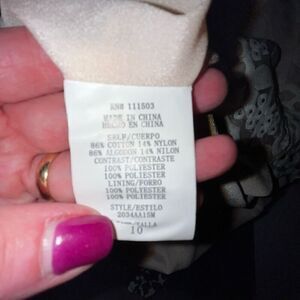 RN# 111503
MADE IN CHINA
HECHO EN CHINA
SELF/CUERPO
86% COTTON 14% NYLON
86% ALGODON 14% NILON
CONTRAST/CONTRASTE
100% POLYESTER
100% POLIESTER
LINING/FORRO
100% POLYESTER
100% POLIESTER
STYLE/ESTILO
2034AA15M
/TALLA
10